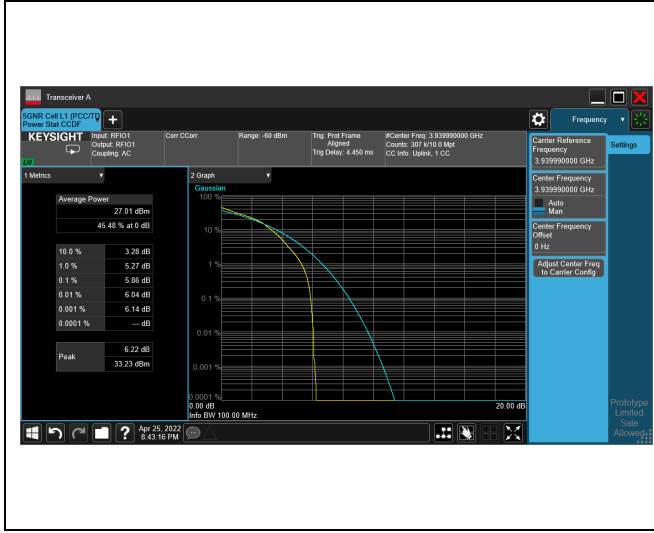 Transceiver A
5GNR Cell L1 (PCC/TD
Power Stat CCDF
Frequency
KEYSIGHT
LXI
Input: RFIO1
Output: RFIO1
Coupling: AC
Corr CCorr
Range: -60 dBm
Trig: Prot Frame
Aligned
Trig Delay: 4.450 ms
#Center Freq: 3.939990000 GHz
Counts: 307 k/10.0 Mpt
CC Info: Uplink, 1 CC
1 Metrics
Average Power
27.01 dBm
45.48 % at 0 dB
10.0 % 3.28 dB
1.0 % 5.27 dB
0.1 % 5.86 dB
0.01 % 6.04 dB
0.001 % 6.14 dB
0.0001 % --- dB
Peak
6.22 dB
33.23 dBm
2 Graph
Gaussian
100 %
10 %
1 %
0.1 %
0.01 %
0.001 %
0.0001 %
0.00 dB
20.00 dB
Info BW 100.00 MHz
Carrier Reference
Frequency
3.939990000 GHz
Center Frequency
3.939990000 GHz
Auto
Man
Center Frequency
Offset
0 Hz
Adjust Center Freq
to Carrier Config
Settings
Prototype
Limited
Sale
Allowed
?
Apr 25, 2022
8:43:16 PM